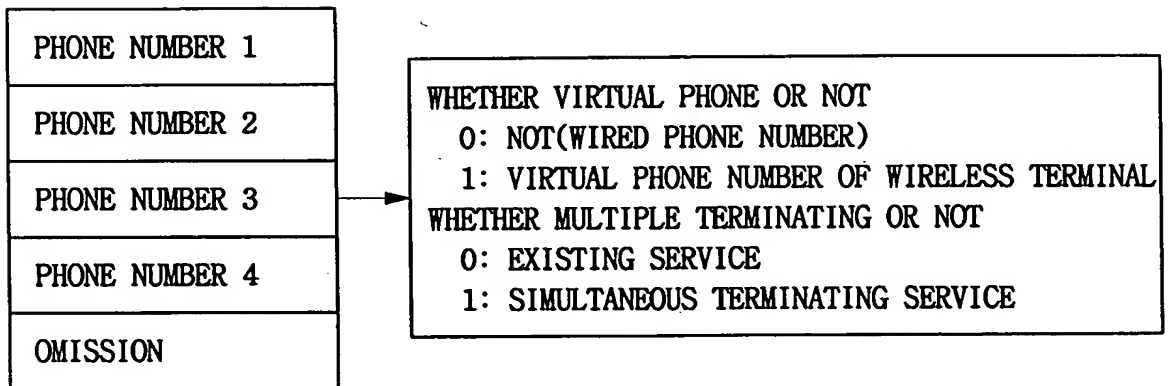 PHONE NUMBER 1
PHONE NUMBER 2
PHONE NUMBER 3
PHONE NUMBER 4
OMISSION
WHETHER VIRTUAL PHONE OR NOT
0: NOT(WIRED PHONE NUMBER)
1: VIRTUAL PHONE NUMBER OF WIRELESS TERMINAL
WHETHER MULTIPLE TERMINATING OR NOT
0: EXISTING SERVICE
1: SIMULTANEOUS TERMINATING SERVICE